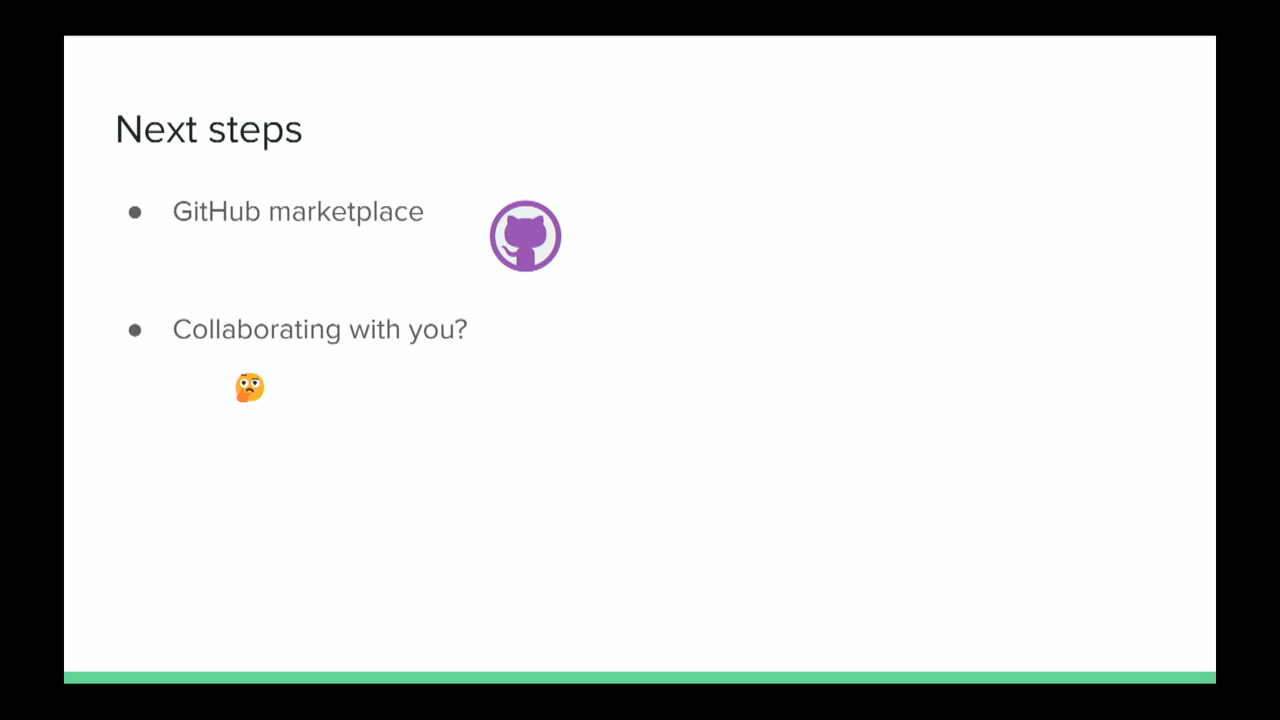 Next steps
● GitHub marketplace
● Collaborating with you?
🤔